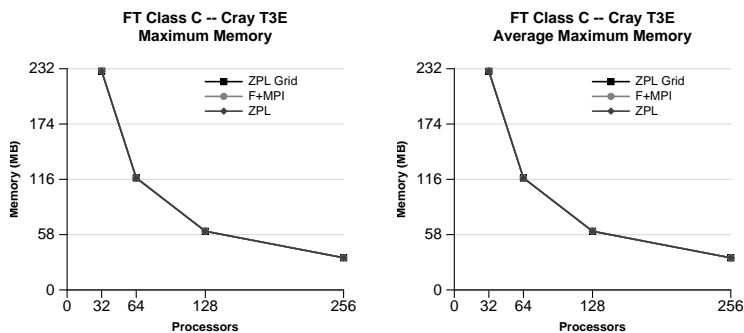 FT Class C -- Cray T3E
Maximum Memory
232
174
116
58
0
Memory (MB)
ZPL Grid
F+MPI
ZPL
0 32 64 128 256
Processors
FT Class C -- Cray T3E
Average Maximum Memory
232
174
116
58
0
Memory (MB)
ZPL Grid
F+MPI
ZPL
0 32 64 128 256
Processors